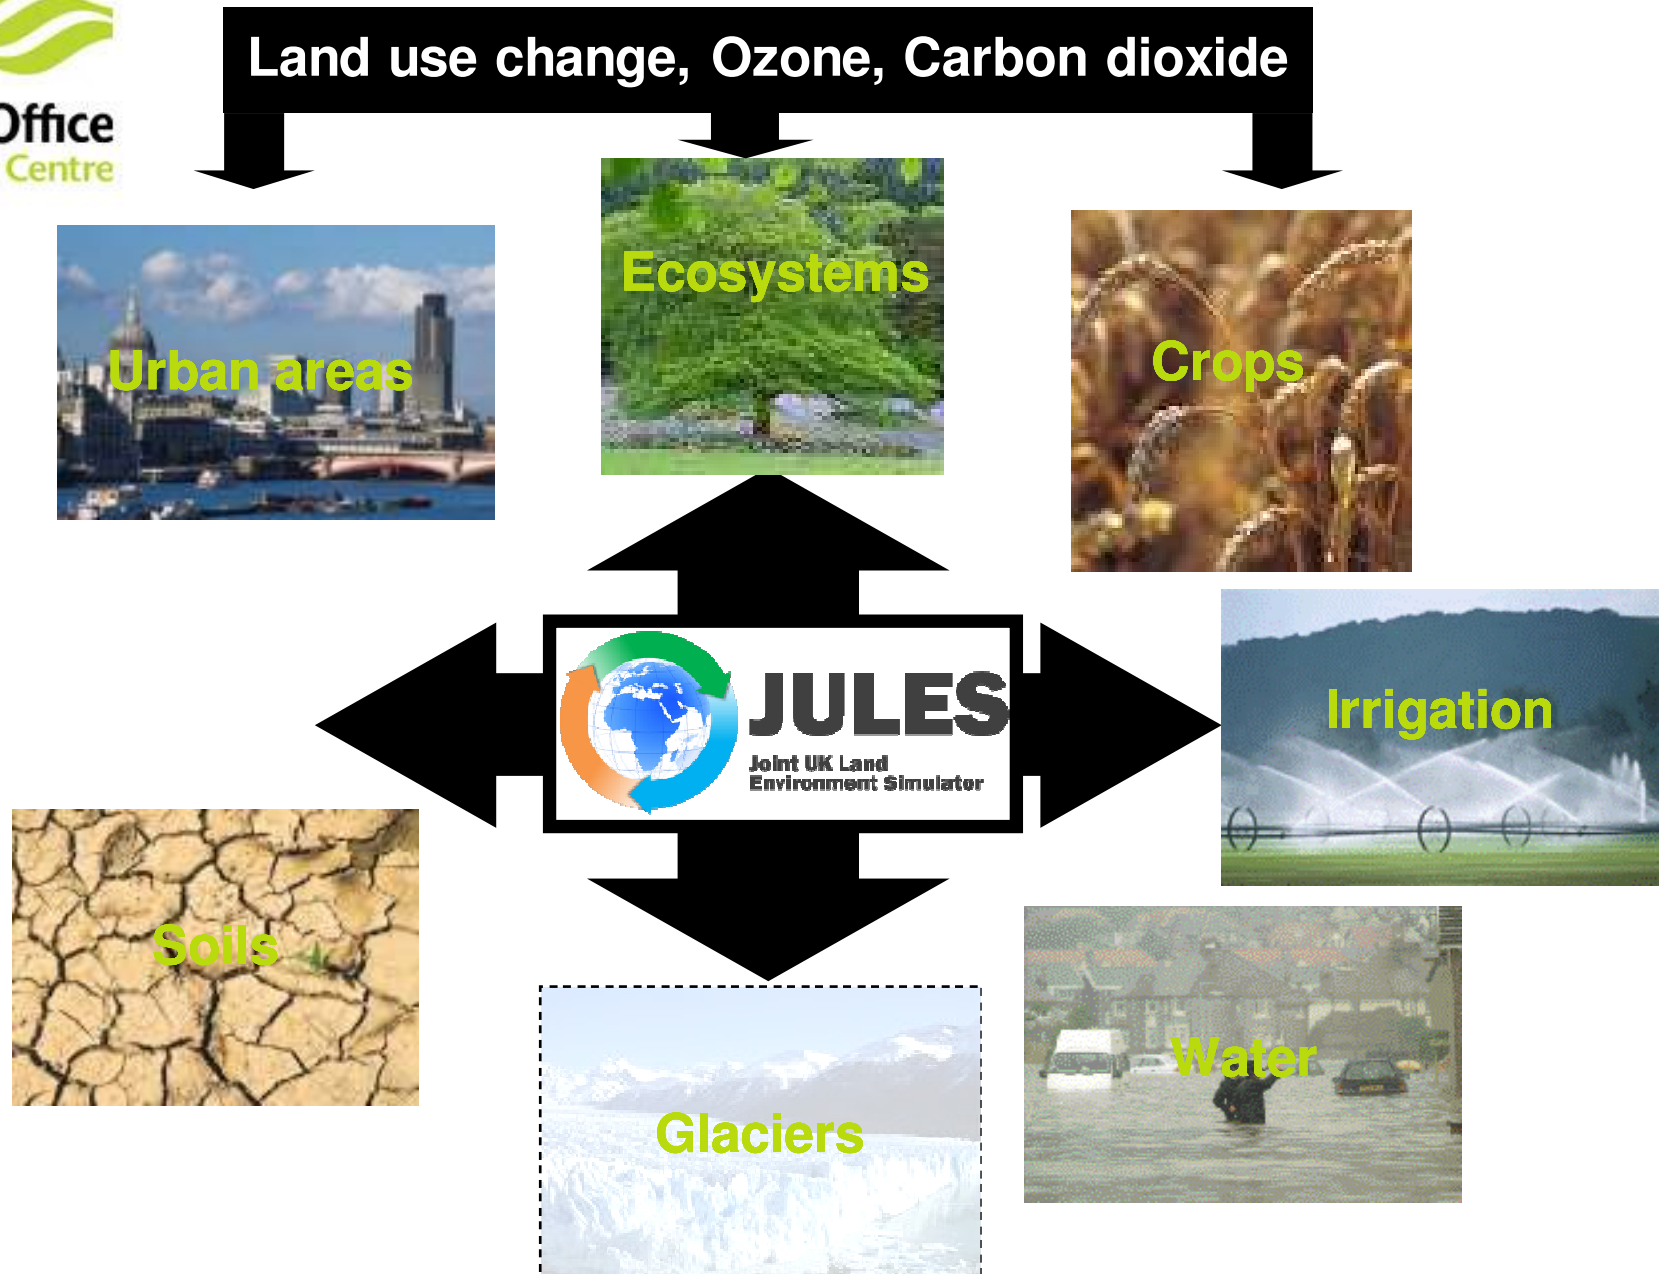 Land use change, Ozone, Carbon dioxide
Office
Centre
Ecosystems
Urban areas
Crops
JULES
Joint UK Land
Environment Simulator
Irrigation
Soils
Water
Glaciers